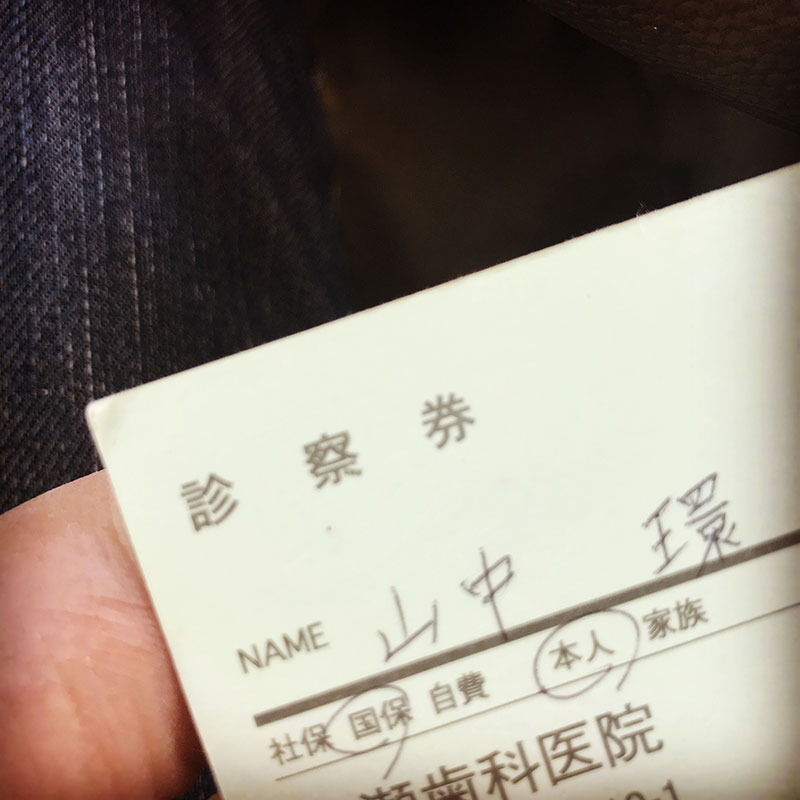 診察券
NAME 山中 環
社保 国保 自費 本人 家族
瀬歯科医院